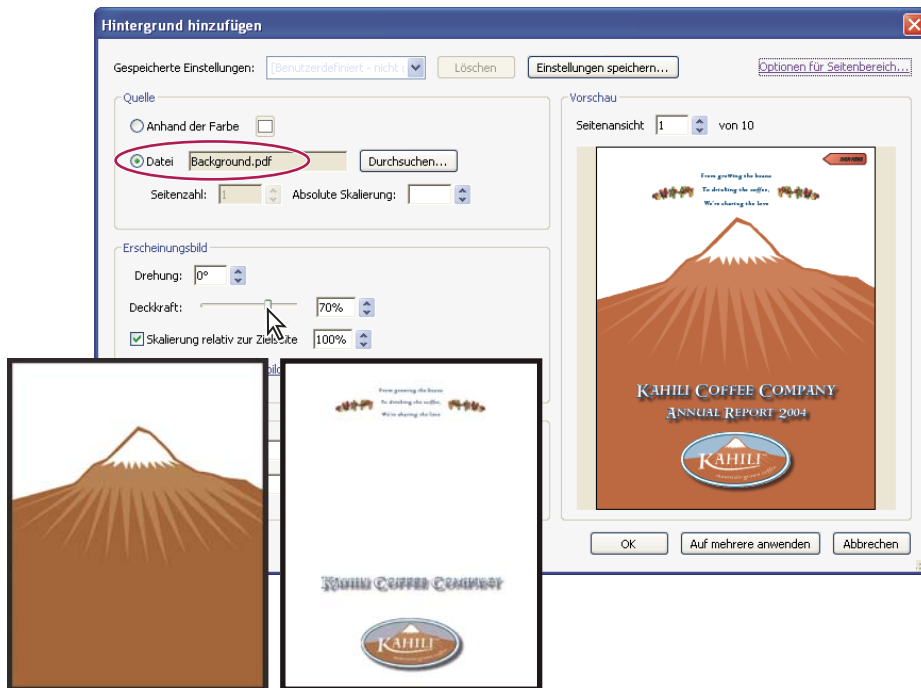 Hintergrund hinzufügen
Gespeicherte Einstellungen: [Benutzerdefiniert - nicht Löschen Einstellungen speichern... Optionen für Seitenbereich...
Quelle
Anhand der Farbe
Datei Background.pdf Durchsuchen...
Seitenzahl: 1 Absolute Skalierung:
Erscheinungsbild
Drehung: 0°
Deckkraft: 70%
Skalierung relativ zur Zielseite 100%
Vorschau
Seitenansicht 1 von 10
From growing the beans
To drinking the coffee,
We're sharing the love
KAHILI COFFEE COMPANY
ANNUAL REPORT 2004
KAHILI
mountain grown coffee
OK Auf mehrere anwenden Abbrechen
From growing the beans
To drinking the coffee,
We're sharing the love
KAHILI COFFEE COMPANY
KAHILI